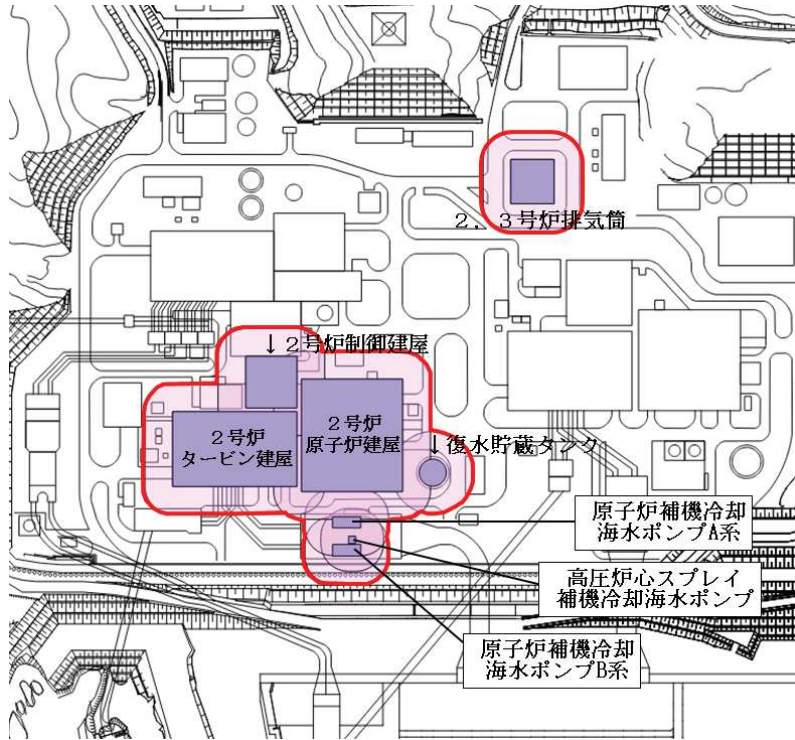 2，3号炉排気筒
↓2号炉制御建屋
2号炉
タービン建屋
2号炉
原子炉建屋
↓復水貯蔵タンク
原子炉補機冷却
海水ポンプA系
高圧炉心スプレイ
補機冷却海水ポンプ
原子炉補機冷却
海水ポンプB系